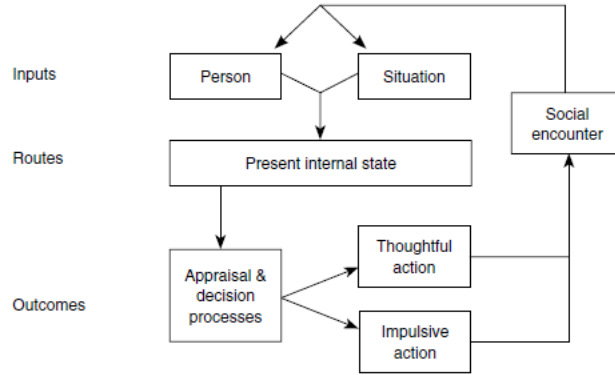 Inputs
Person
Situation
Social
encounter
Routes
Present internal state
Thoughtful
action
Appraisal &
decision
processes
Outcomes
Impulsive
action